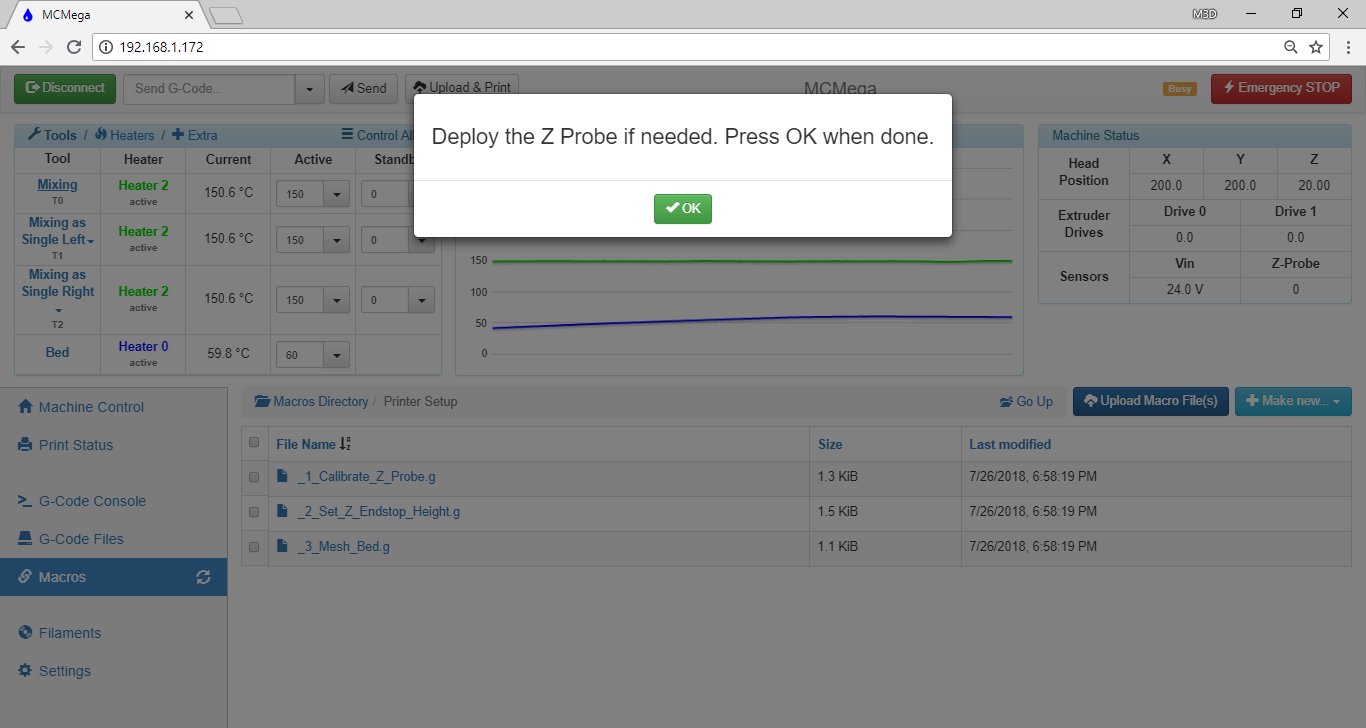 MCMega
M3D
192.168.1.172
Disconnect
Send G-Code...
Send
Upload & Print
MCMega
Busy
Emergency STOP
Deploy the Z Probe if needed. Press OK when done.
OK
Tools / Heaters / Extra
Control All
Tool Heater Current Active Standb
Mixing
T0
Heater 2
active
150.6 °C
150
0
Mixing as
Single Left
T1
Heater 2
active
150.6 °C
150
0
Mixing as
Single Right
T2
Heater 2
active
150.6 °C
150
0
Bed
Heater 0
active
59.8 °C
60
150
100
50
0
Machine Status
Head
Position
X Y Z
200.0 200.0 20.00
Extruder
Drives
Drive 0 Drive 1
0.0 0.0
Sensors
Vin Z-Probe
24.0 V 0
Machine Control
Print Status
G-Code Console
G-Code Files
Macros
Filaments
Settings
Macros Directory / Printer Setup
Go Up
Upload Macro File(s)
Make new...
File Name Size Last modified
_1_Calibrate_Z_Probe.g 1.3 KiB 7/26/2018, 6:58:19 PM
_2_Set_Z_Endstop_Height.g 1.5 KiB 7/26/2018, 6:58:19 PM
_3_Mesh_Bed.g 1.1 KiB 7/26/2018, 6:58:19 PM